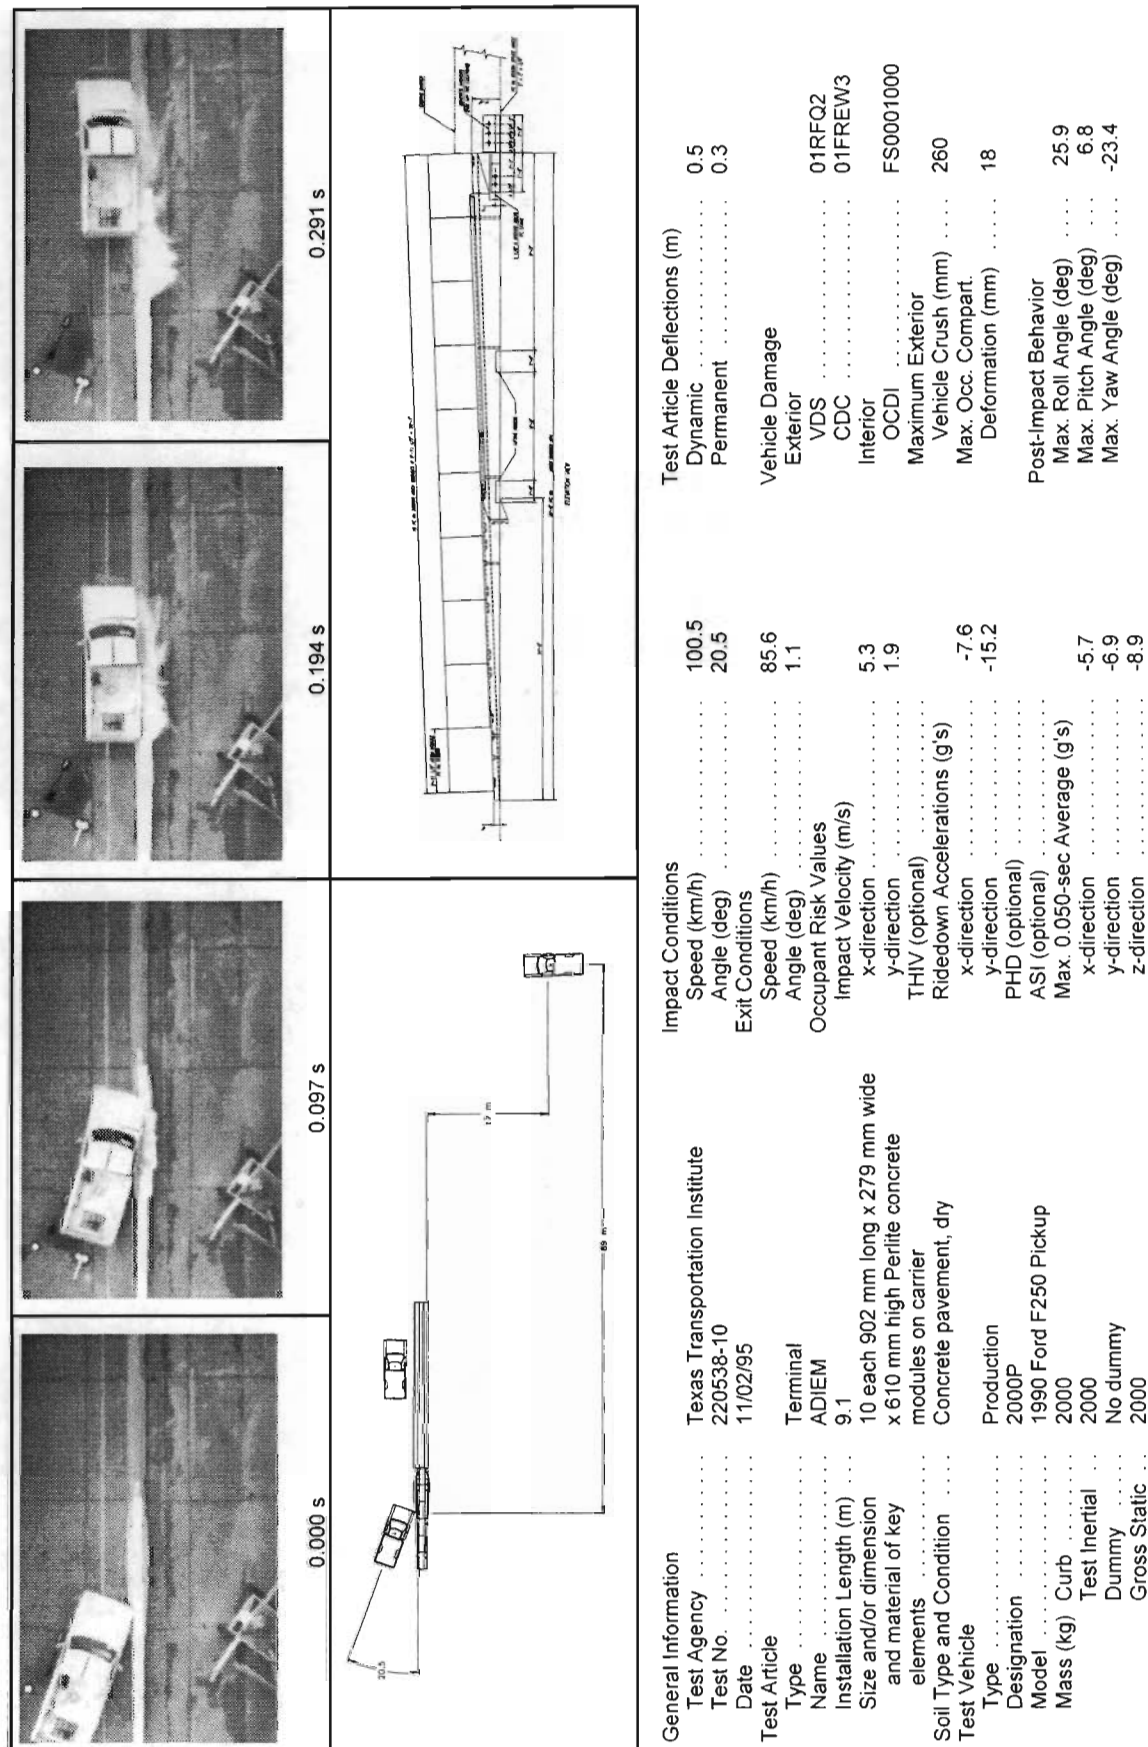 0.000 s
0.097 s
0.194 s
0.291 s
20.5
17 m
69 m
General Information
Test Agency . . . . . . . . . . . . Texas Transportation Institute
Test No. . . . . . . . . . . . . . . . 220538-10
Date . . . . . . . . . . . . . . . . . . 11/02/95
Test Article
Type . . . . . . . . . . . . . . . . . Terminal
Name . . . . . . . . . . . . . . . . ADIEM
Installation Length (m) . . . . 9.1
Size and/or dimension 10 each 902 mm long x 279 mm wide
and material of key x 610 mm high Perlite concrete
elements . . . . . . . . . . . modules on carrier
Soil Type and Condition . . . . Concrete pavement, dry
Test Vehicle
Type . . . . . . . . . . . . . . . . . Production
Designation . . . . . . . . . . . . 2000P
Model . . . . . . . . . . . . . . . . 1990 Ford F250 Pickup
Mass (kg) Curb . . . . . . . . 2000
Test Inertial . . . 2000
Dummy . . . . . . No dummy
Gross Static . . . 2000
Impact Conditions
Speed (km/h) . . . . . . . . . . . . . 100.5
Angle (deg) . . . . . . . . . . . . . . 20.5
Exit Conditions
Speed (km/h) . . . . . . . . . . . . . 85.6
Angle (deg) . . . . . . . . . . . . . . 1.1
Occupant Risk Values
Impact Velocity (m/s)
x-direction . . . . . . . . . . . . . . 5.3
y-direction . . . . . . . . . . . . . . 1.9
THIV (optional) . . . . . . . . . . . .
Ridedown Accelerations (g's)
x-direction . . . . . . . . . . . . . . -7.6
y-direction . . . . . . . . . . . . . . -15.2
PHD (optional) . . . . . . . . . . . .
ASI (optional) . . . . . . . . . . . . .
Max. 0.050-sec Average (g's)
x-direction . . . . . . . . . . . . . . -5.7
y-direction . . . . . . . . . . . . . . -6.9
z-direction . . . . . . . . . . . . . . -8.9
Test Article Deflections (m)
Dynamic . . . . . . . . . . . . . . . 0.5
Permanent . . . . . . . . . . . . . 0.3
Vehicle Damage
Exterior
VDS . . . . . . . . . . . . . . . . 01RFQ2
CDC . . . . . . . . . . . . . . . . 01FREW3
Interior
OCDI . . . . . . . . . . . . . . . FS0001000
Maximum Exterior
Vehicle Crush (mm) . . . . 260
Max. Occ. Compart.
Deformation (mm) . . . . . 18
Post-Impact Behavior
Max. Roll Angle (deg) . . . . 25.9
Max. Pitch Angle (deg) . . . . 6.8
Max. Yaw Angle (deg) . . . . -23.4